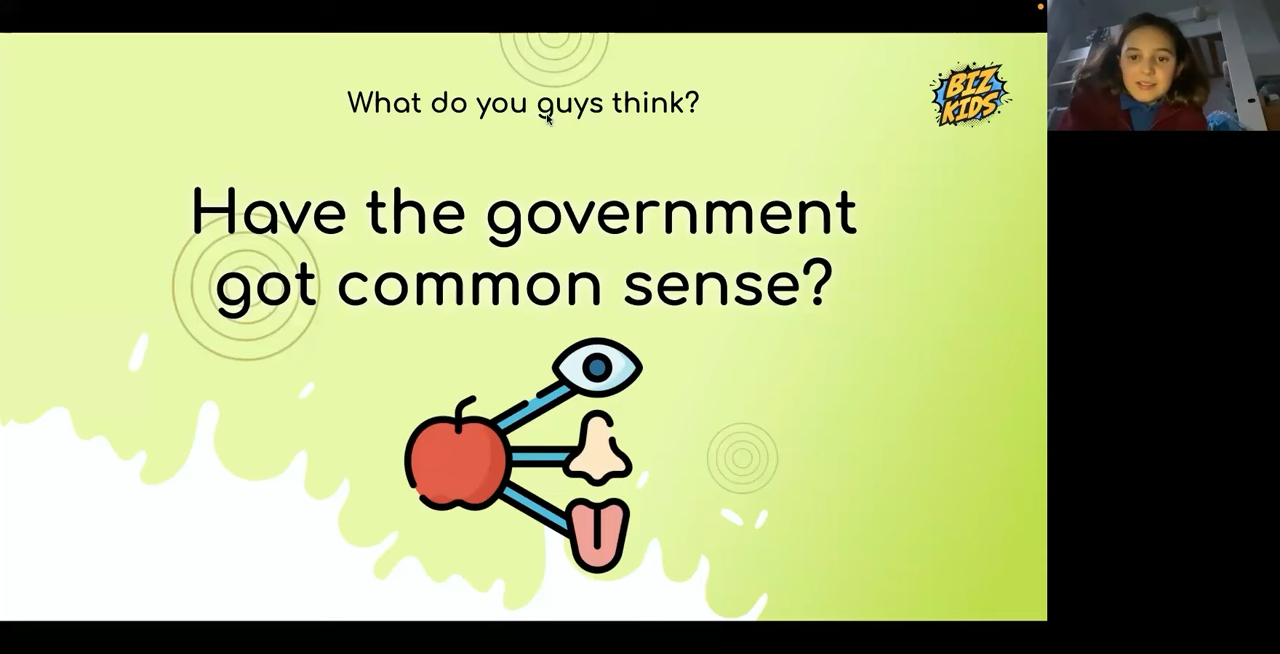 What do you guys think?
BIZ
KIDS
Have the government
got common sense?